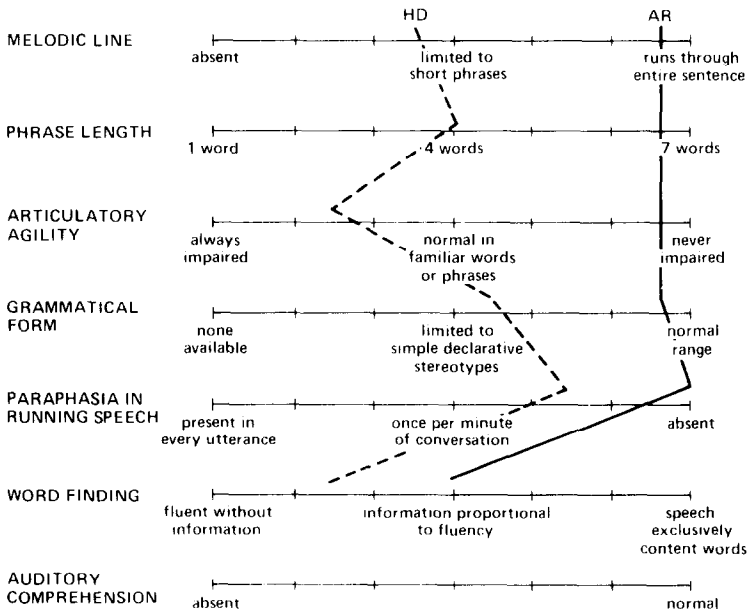 HD AR
MELODIC LINE
absent limited to short phrases runs through entire sentence
PHRASE LENGTH
1 word 4 words 7 words
ARTICULATORY AGILITY
always impaired normal in familiar words or phrases never impaired
GRAMMATICAL FORM
none available limited to simple declarative stereotypes normal range
PARAPHASIA IN RUNNING SPEECH
present in every utterance once per minute of conversation absent
WORD FINDING
fluent without information information proportional to fluency speech exclusively content words
AUDITORY COMPREHENSION
absent normal